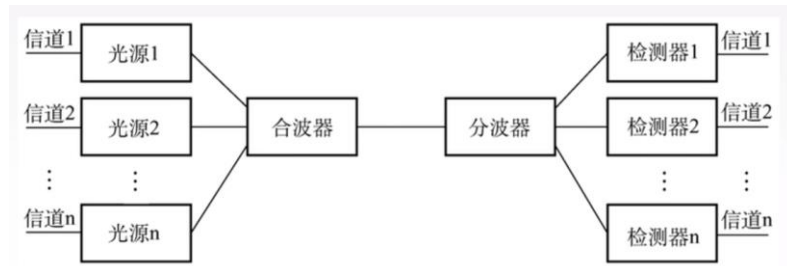 信道1
光源1
检测器1
信道1
信道2
光源2
合波器
分波器
检测器2
信道2
⋮
⋮
⋮
⋮
信道n
光源n
检测器n
信道n